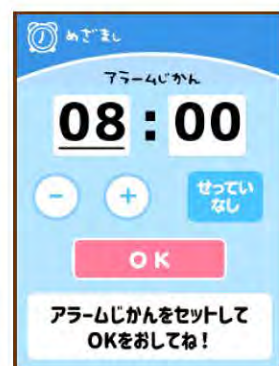 めざまし
アラームじかん
08:00
− +
せってい
なし
OK
アラームじかんをセットして
OKをおしてね！